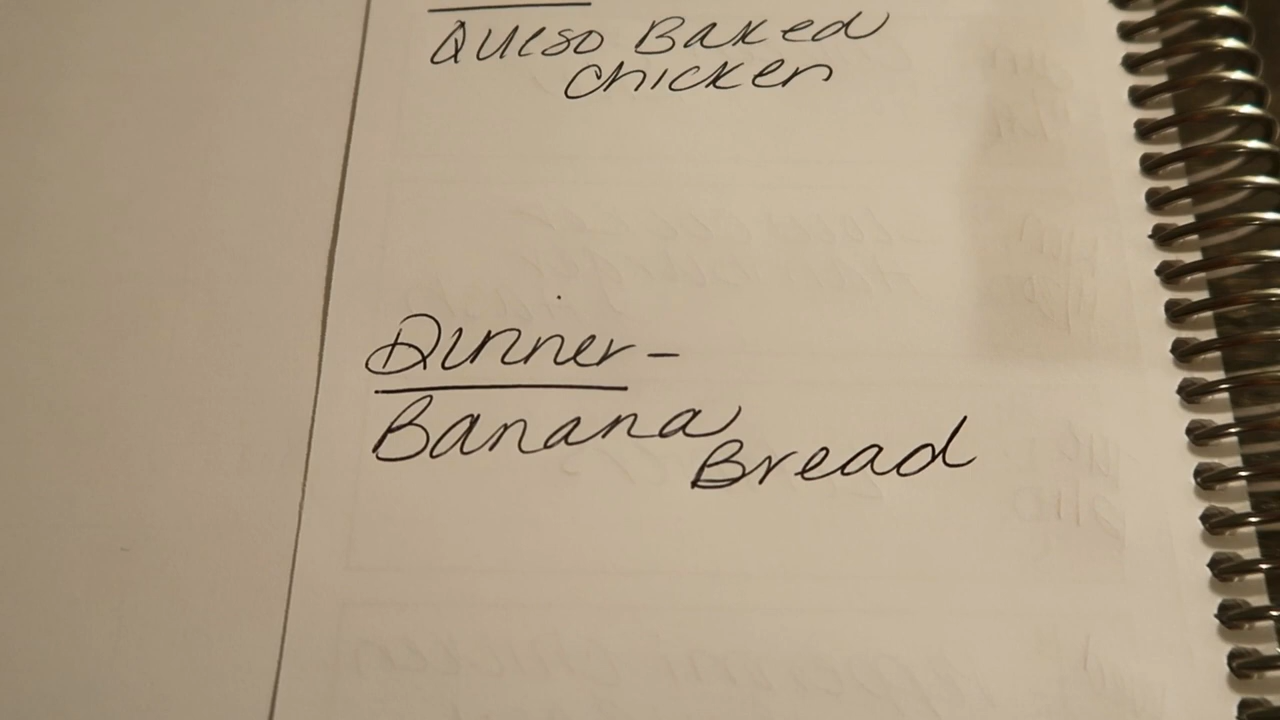 Queso Baked
Chicken
Dinner-
Banana
Bread